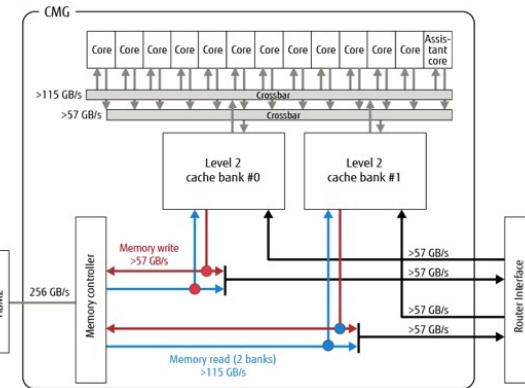 CMG
Core Core Core Core Core Core Core Core Core Core Core Core Assis-
tant
core
>115 GB/s
Crossbar
>57 GB/s
Crossbar
Level 2
cache bank #0
Level 2
cache bank #1
Memory write
>57 GB/s
>57 GB/s
>57 GB/s
256 GB/s
Memory controller
>57 GB/s
>57 GB/s
Router Interface
Memory read (2 banks)
>115 GB/s